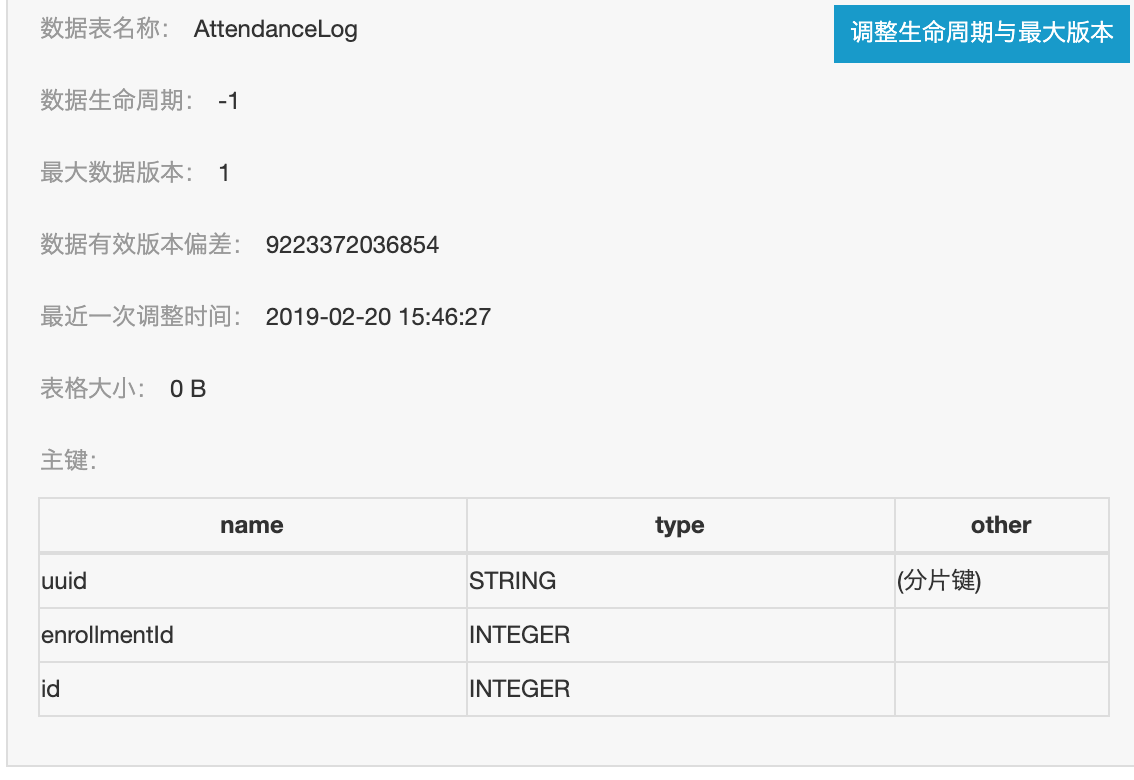 数据表名称： AttendanceLog
调整生命周期与最大版本
数据生命周期： -1
最大数据版本： 1
数据有效版本偏差： 9223372036854
最近一次调整时间： 2019-02-20 15:46:27
表格大小： 0 B
主键：
name type other
uuid STRING (分片键)
enrollmentId INTEGER
id INTEGER